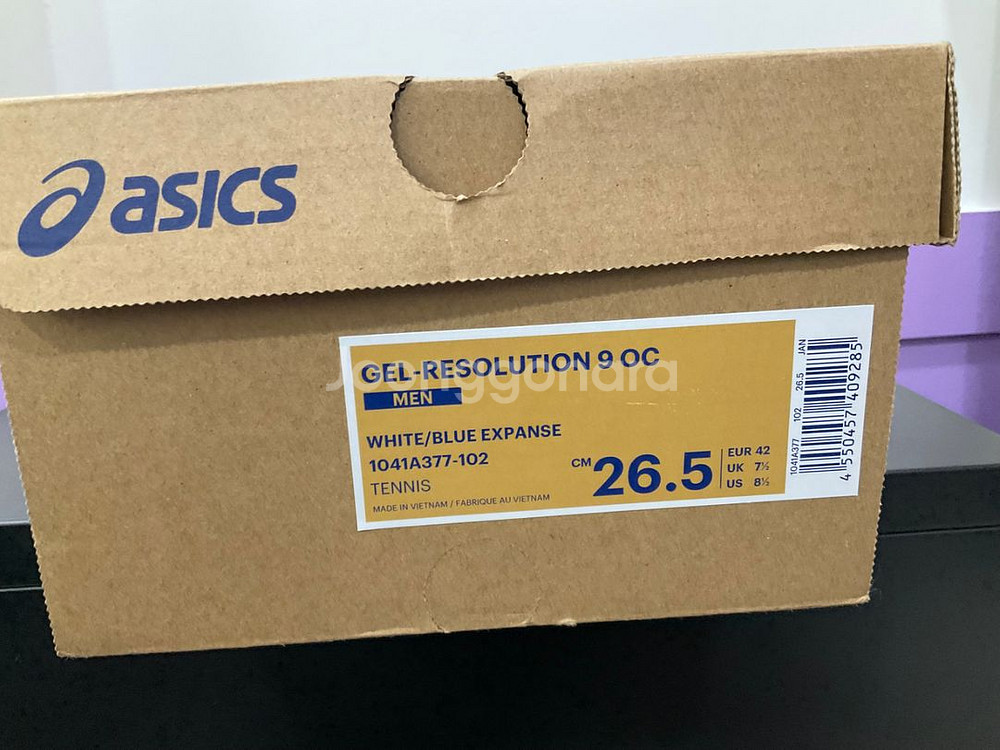 asics
GEL-RESOLUTION 9 OC
MEN
Joonggonara
WHITE/BLUE EXPANSE
1041A377-102
TENNIS
MADE IN VIETNAM / FABRIQUE AU VIETNAM
CM 26.5
EUR 42
UK 7½
US 8½
1041A377 102 26.5 JAN
4 550457 409285